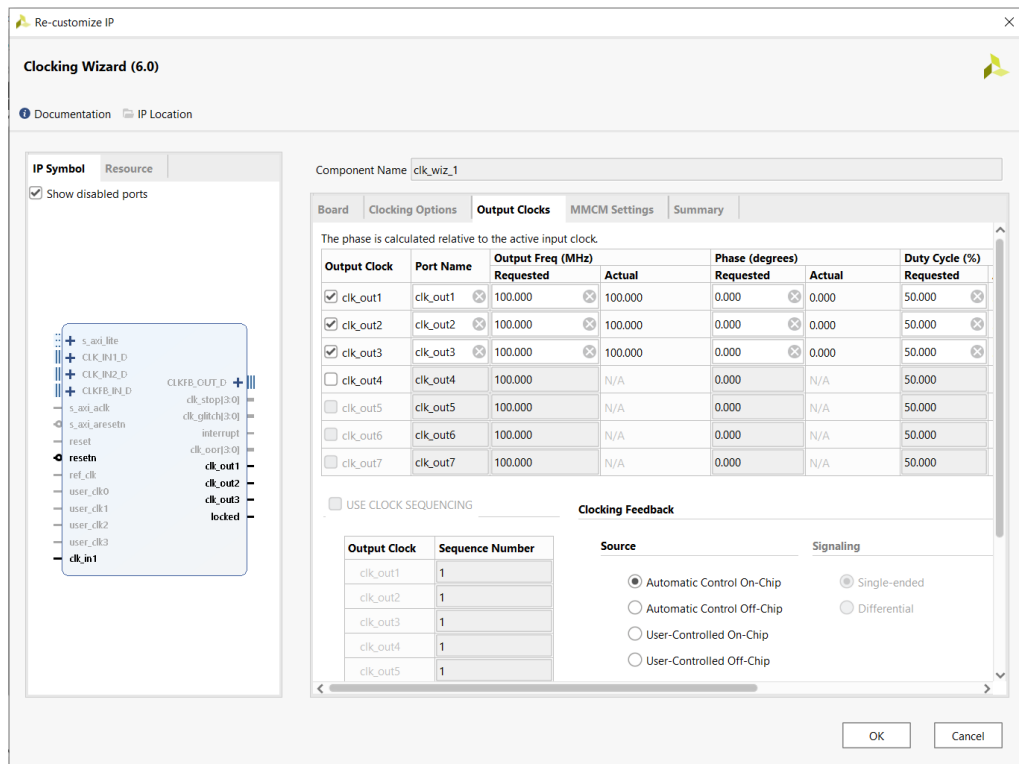 Re-customize IP
Clocking Wizard (6.0)
Documentation IP Location
IP Symbol Resource
Show disabled ports
s_axi_lite
CLK_IN1_D
CLK_IN2_D
CLKFB_IN_D
s_axi_aclk
s_axi_aresetn
reset
resetn
ref_clk
user_clk0
user_clk1
user_clk2
user_clk3
clk_in1
CLKFB_OUT_D
clk_stop[3:0]
clk_glitch[3:0]
interrupt
clk_oor[3:0]
clk_out1
clk_out2
clk_out3
locked
Component Name clk_wiz_1
Board Clocking Options Output Clocks MMCM Settings Summary
The phase is calculated relative to the active input clock.
Output Clock Port Name Output Freq (MHz) Phase (degrees) Duty Cycle (%)
Requested Actual Requested Actual Requested
clk_out1 clk_out1 100.000 100.000 0.000 0.000 50.000
clk_out2 clk_out2 100.000 100.000 0.000 0.000 50.000
clk_out3 clk_out3 100.000 100.000 0.000 0.000 50.000
clk_out4 clk_out4 100.000 N/A 0.000 N/A 50.000
clk_out5 clk_out5 100.000 N/A 0.000 N/A 50.000
clk_out6 clk_out6 100.000 N/A 0.000 N/A 50.000
clk_out7 clk_out7 100.000 N/A 0.000 N/A 50.000
USE CLOCK SEQUENCING
Output Clock Sequence Number
clk_out1 1
clk_out2 1
clk_out3 1
clk_out4 1
clk_out5 1
Clocking Feedback
Source Signaling
Automatic Control On-Chip Single-ended
Automatic Control Off-Chip Differential
User-Controlled On-Chip
User-Controlled Off-Chip
OK Cancel